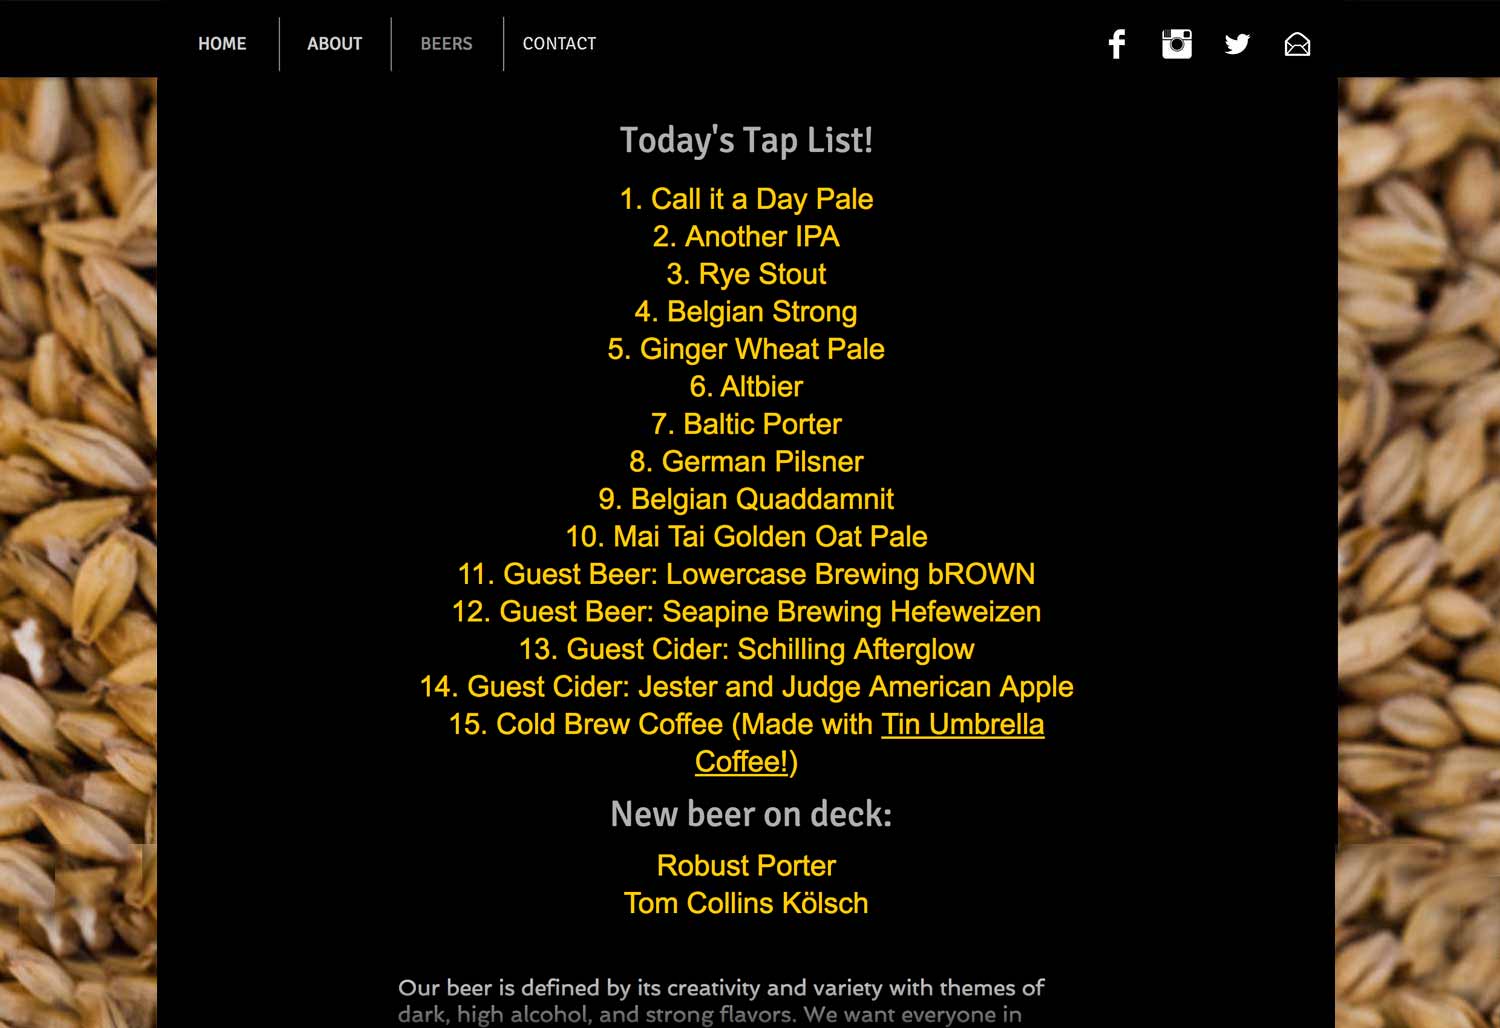 HOME
ABOUT
BEERS
CONTACT
Today's Tap List!
1. Call it a Day Pale
2. Another IPA
3. Rye Stout
4. Belgian Strong
5. Ginger Wheat Pale
6. Altbier
7. Baltic Porter
8. German Pilsner
9. Belgian Quaddamnit
10. Mai Tai Golden Oat Pale
11. Guest Beer: Lowercase Brewing bROWN
12. Guest Beer: Seapine Brewing Hefeweizen
13. Guest Cider: Schilling Afterglow
14. Guest Cider: Jester and Judge American Apple
15. Cold Brew Coffee (Made with Tin Umbrella
Coffee!)
New beer on deck:
Robust Porter
Tom Collins Kölsch
Our beer is defined by its creativity and variety with themes of
dark, high alcohol, and strong flavors. We want everyone in